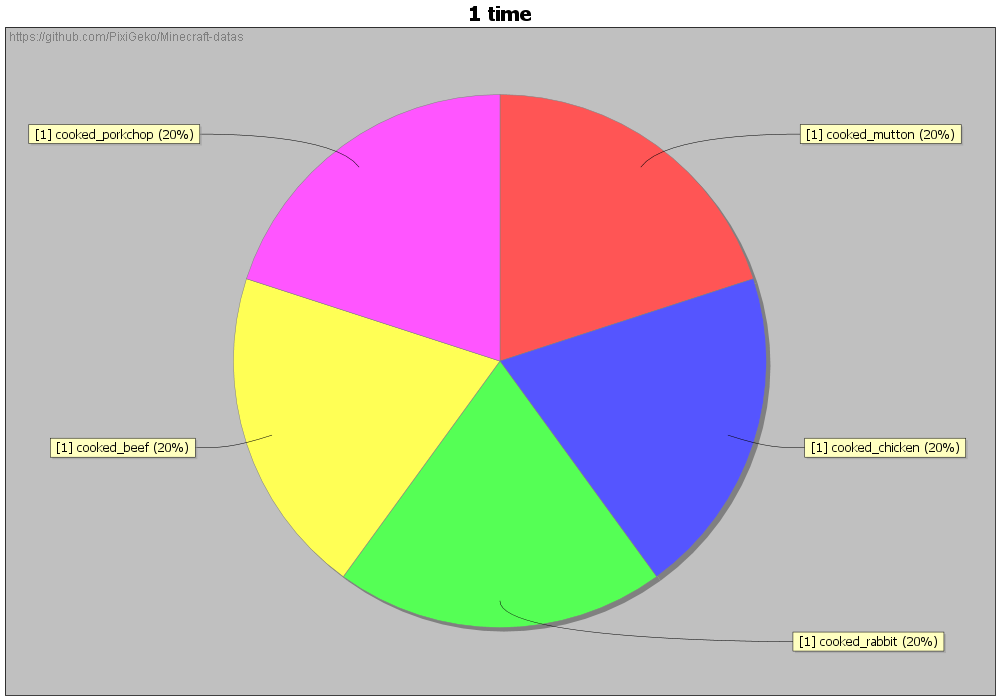 1 time
https://github.com/PixiGeko/Minecraft-datas
[1] cooked_porkchop (20%)
[1] cooked_mutton (20%)
[1] cooked_beef (20%)
[1] cooked_chicken (20%)
[1] cooked_rabbit (20%)